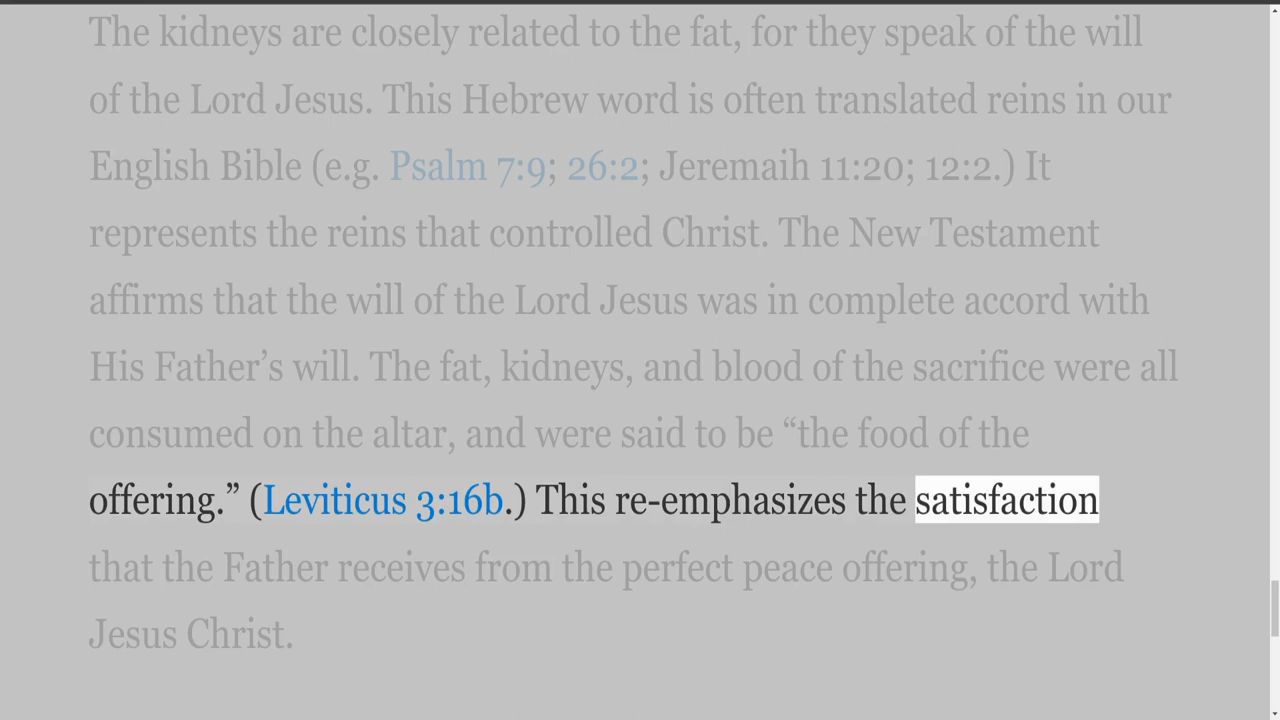 The kidneys are closely related to the fat, for they speak of the will
of the Lord Jesus. This Hebrew word is often translated reins in our
English Bible (e.g. Psalm 7:9; 26:2; Jeremaih 11:20; 12:2.) It
represents the reins that controlled Christ. The New Testament
affirms that the will of the Lord Jesus was in complete accord with
His Father’s will. The fat, kidneys, and blood of the sacrifice were all
consumed on the altar, and were said to be “the food of the
offering.” (Leviticus 3:16b.) This re-emphasizes the satisfaction
that the Father receives from the perfect peace offering, the Lord
Jesus Christ.